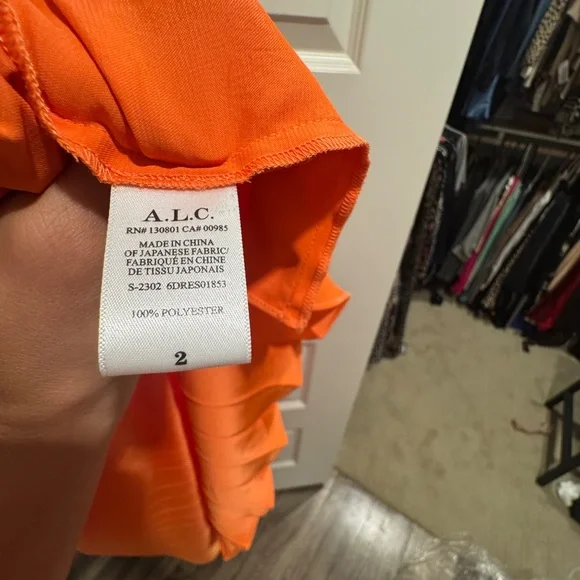 A.L.C.
RN# 130801 CA# 00985
MADE IN CHINA
OF JAPANESE FABRIC/
FABRIQUÉ EN CHINE
DE TISSU JAPONAIS
S-2302 6DRES01853
100% POLYESTER
2